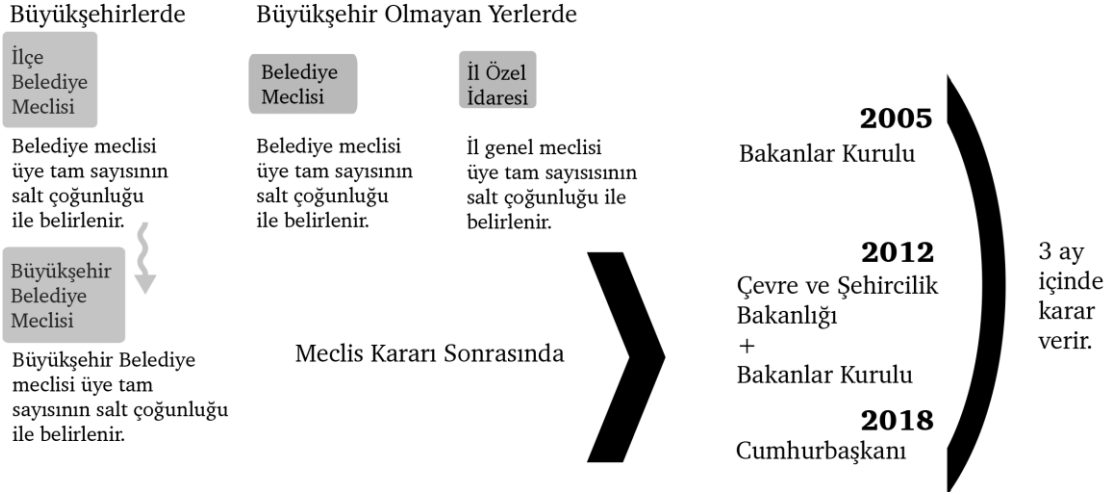 Büyükşehirlerde
İlçe
Belediye
Meclisi
Belediye meclisi
üye tam sayısının
salt çoğunluğu
ile belirlenir.
Büyükşehir
Belediye
Meclisi
Büyükşehir Belediye
meclisi üye tam
sayısının salt çoğunluğu
ile belirlenir.
Büyükşehir Olmayan Yerlerde
Belediye
Meclisi
Belediye meclisi
üye tam sayısının
salt çoğunluğu
ile belirlenir.
İl Özel
İdaresi
İl genel meclisi
üye tam sayısısının
salt çoğunluğu ile
belirlenir.
Meclis Kararı Sonrasında
2005
Bakanlar Kurulu
2012
Çevre ve Şehircilik
Bakanlığı
+
Bakanlar Kurulu
2018
Cumhurbaşkanı
3 ay
içinde
karar
verir.